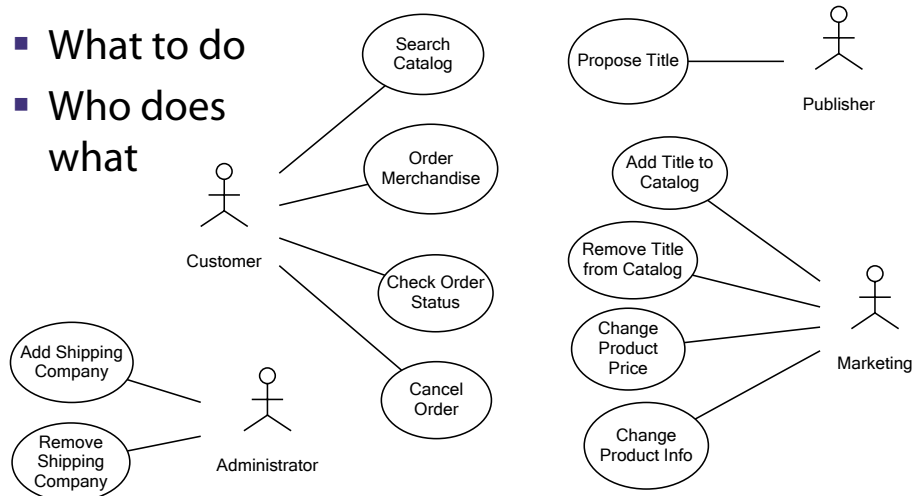 What to do
Who does
what
Search
Catalog
Order
Merchandise
Customer
Check Order
Status
Cancel
Order
Add Shipping
Company
Remove
Shipping
Company
Administrator
Propose Title
Publisher
Add Title to
Catalog
Remove Title
from Catalog
Change
Product
Price
Marketing
Change
Product Info